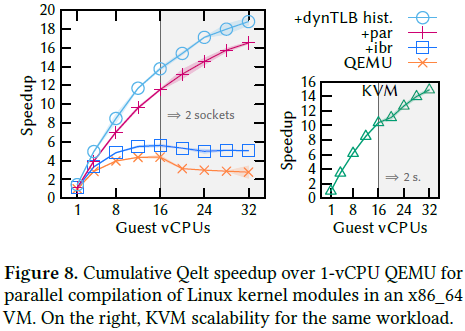 20
18
16
14
12
10
8
6
4
2
0
Speedup
1
8
16
24
32
Guest vCPUs
⇒ 2 sockets
+dynTLB hist.
+par
+ibr
QEMU
16
14
12
10
8
6
4
2
0
Speedup
KVM
⇒ 2 s.
1
8
16
24
32
Guest vCPUs
Figure 8. Cumulative Qelt speedup over 1-vCPU QEMU for
parallel compilation of Linux kernel modules in an x86_64
VM. On the right, KVM scalability for the same workload.